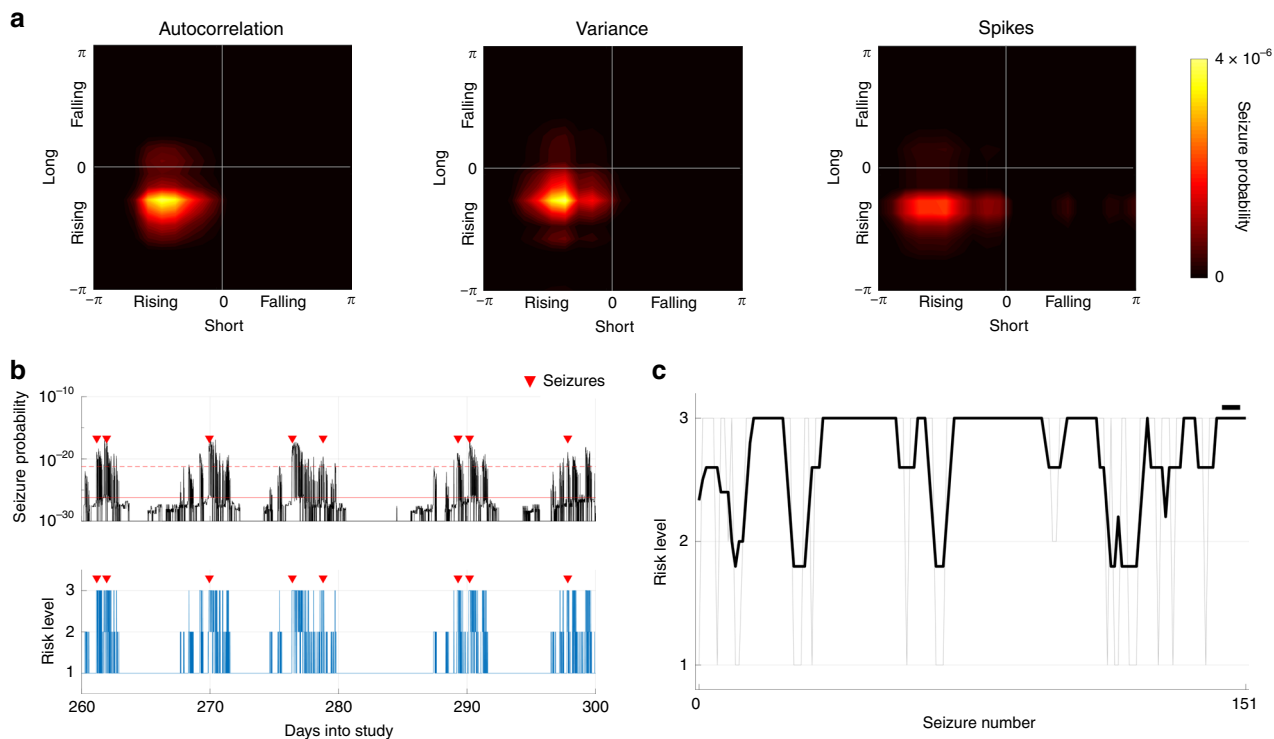 a
Autocorrelation
Variance
Spikes
π
Falling
0
Rising
−π
Long
−π
Rising
0
Falling
π
Short
π
Falling
0
Rising
−π
Long
−π
Rising
0
Falling
π
Short
π
Falling
0
Rising
−π
Long
−π
Rising
0
Falling
π
Short
4 × 10⁻⁶
0
Seizure probability
b
Seizures
10⁻¹⁰
10⁻²⁰
10⁻³⁰
Seizure probability
3
2
1
Risk level
260
270
280
290
300
Days into study
c
3
2
1
Risk level
0
151
Seizure number